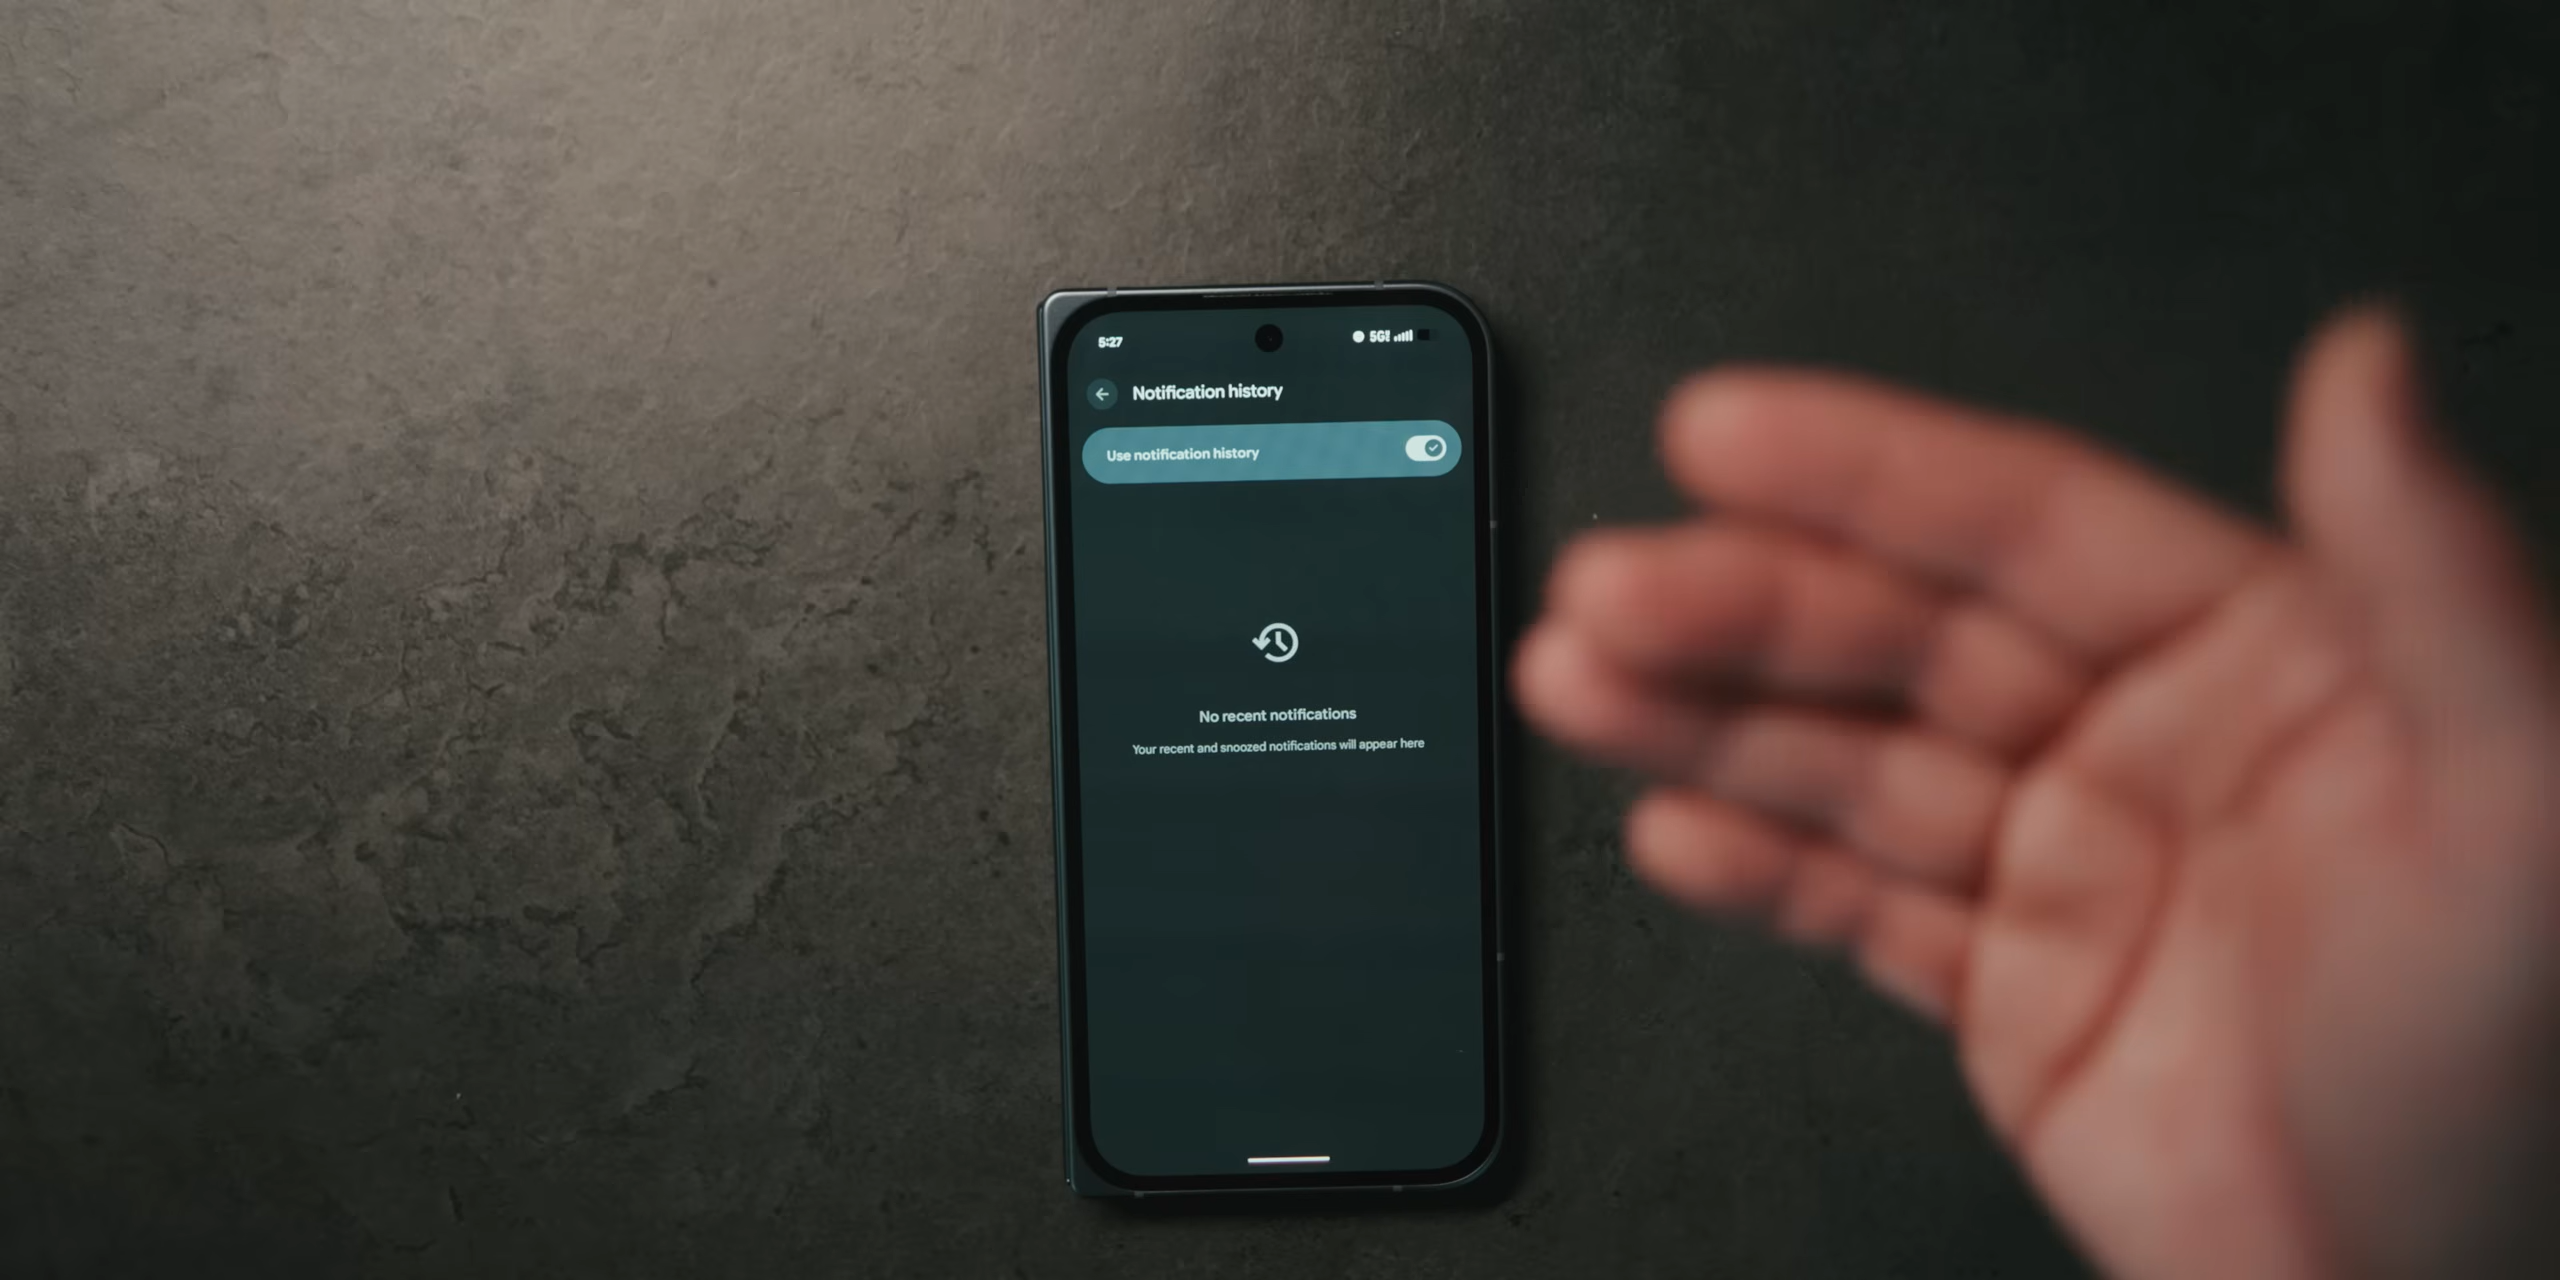 5:27
5G
Notification history
Use notification history
No recent notifications
Your recent and snoozed notifications will appear here